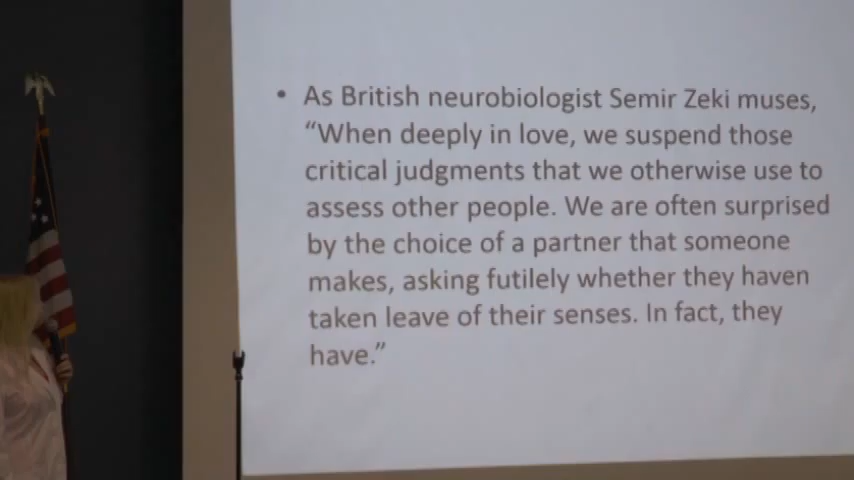 • As British neurobiologist Semir Zeki muses,
“When deeply in love, we suspend those
critical judgments that we otherwise use to
assess other people. We are often surprised
by the choice of a partner that someone
makes, asking futilely whether they haven
taken leave of their senses. In fact, they
have.”